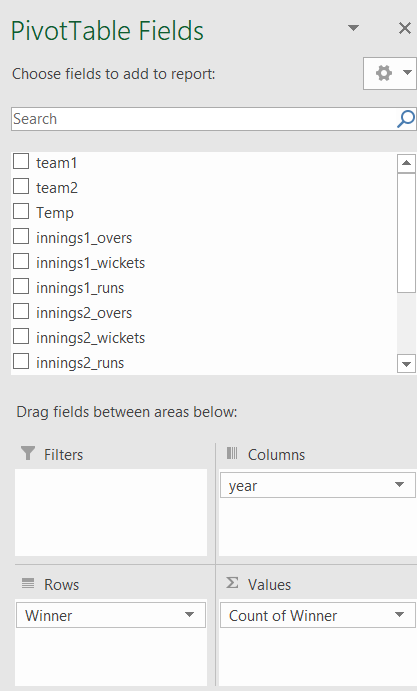 PivotTable Fields
Choose fields to add to report:
Search
team1
team2
Temp
innings1_overs
innings1_wickets
innings1_runs
innings2_overs
innings2_wickets
innings2_runs
Drag fields between areas below:
Filters
Columns
year
Rows
Values
Winner
Count of Winner